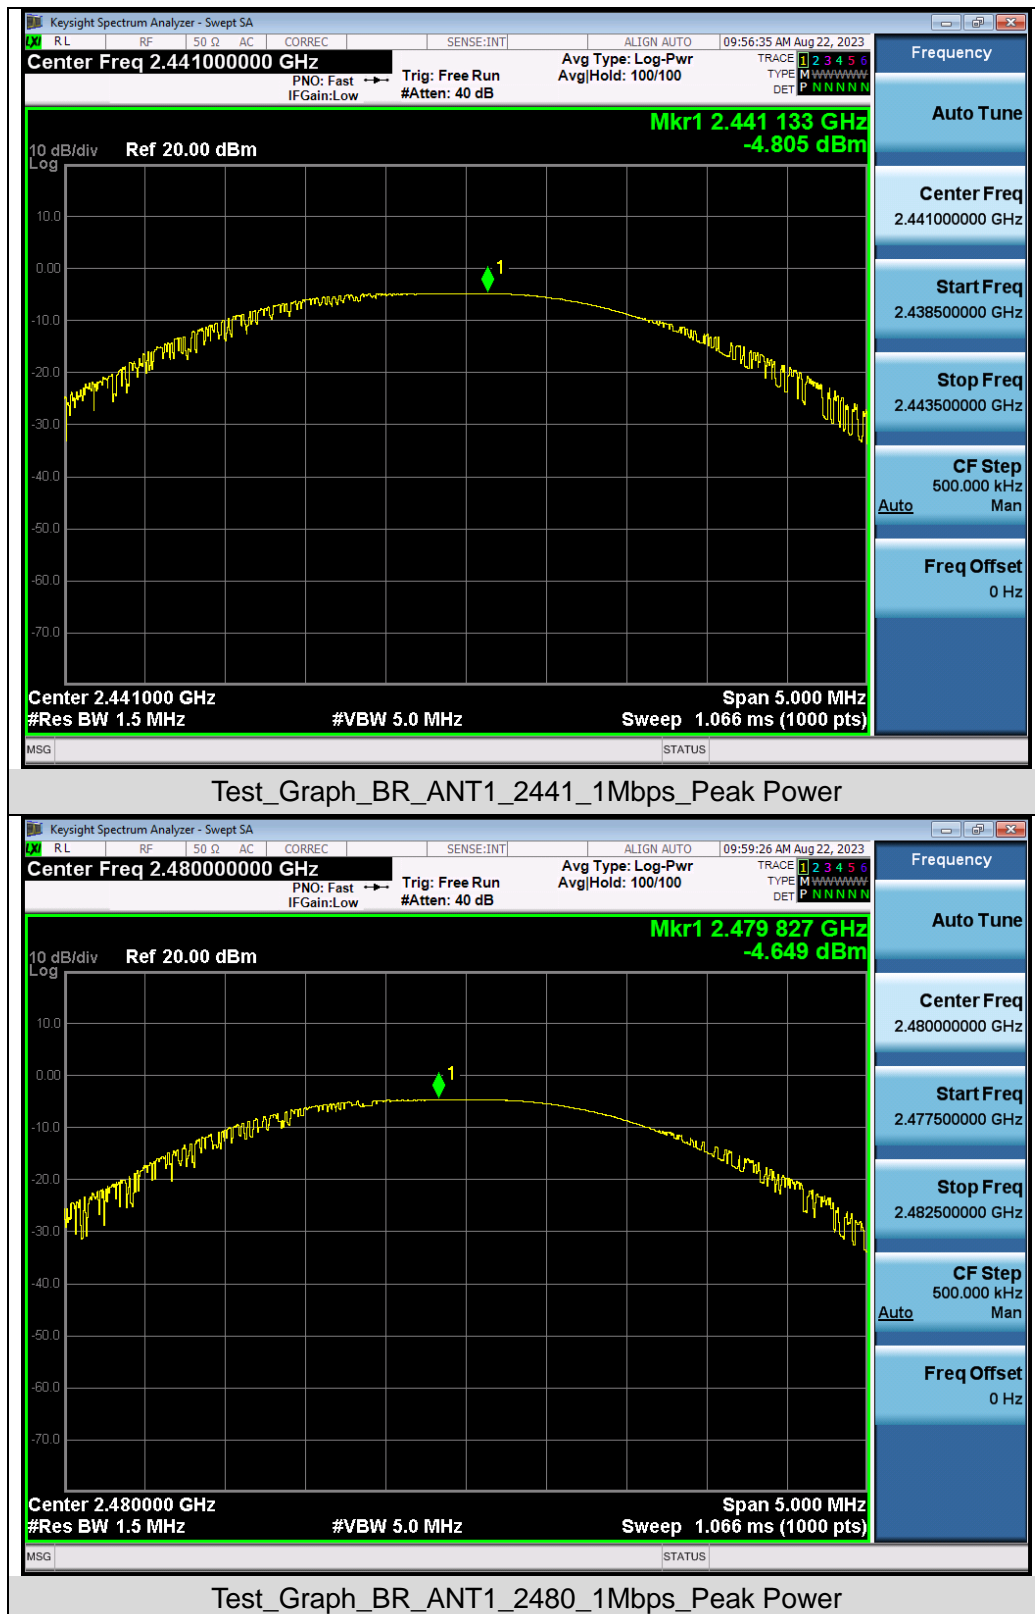 Keysight Spectrum Analyzer - Swept SA
LXI RL RF 50 Ω AC CORREC SENSE:INT ALIGN AUTO 09:56:35 AM Aug 22, 2023
Center Freq 2.441000000 GHz
PNO: Fast
IFGain:Low
Trig: Free Run
#Atten: 40 dB
Avg Type: Log-Pwr
Avg|Hold: 100/100
TRACE 1 2 3 4 5 6
TYPE M WWWWW
DET P N N N N N
Mkr1 2.441 133 GHz
-4.805 dBm
10 dB/div Ref 20.00 dBm
Log
10.0
0.00
1
-10.0
-20.0
-30.0
-40.0
-50.0
-60.0
-70.0
Center 2.441000 GHz Span 5.000 MHz
#Res BW 1.5 MHz #VBW 5.0 MHz Sweep 1.066 ms (1000 pts)
MSG STATUS
Frequency
Auto Tune
Center Freq
2.441000000 GHz
Start Freq
2.438500000 GHz
Stop Freq
2.443500000 GHz
CF Step
500.000 kHz
Auto Man
Freq Offset
0 Hz
Test_Graph_BR_ANT1_2441_1Mbps_Peak Power
Keysight Spectrum Analyzer - Swept SA
LXI RL RF 50 Ω AC CORREC SENSE:INT ALIGN AUTO 09:59:26 AM Aug 22, 2023
Center Freq 2.480000000 GHz
PNO: Fast
IFGain:Low
Trig: Free Run
#Atten: 40 dB
Avg Type: Log-Pwr
Avg|Hold: 100/100
TRACE 1 2 3 4 5 6
TYPE M WWWWW
DET P N N N N N
Mkr1 2.479 827 GHz
-4.649 dBm
10 dB/div Ref 20.00 dBm
Log
10.0
0.00
1
-10.0
-20.0
-30.0
-40.0
-50.0
-60.0
-70.0
Center 2.480000 GHz Span 5.000 MHz
#Res BW 1.5 MHz #VBW 5.0 MHz Sweep 1.066 ms (1000 pts)
MSG STATUS
Frequency
Auto Tune
Center Freq
2.480000000 GHz
Start Freq
2.477500000 GHz
Stop Freq
2.482500000 GHz
CF Step
500.000 kHz
Auto Man
Freq Offset
0 Hz
Test_Graph_BR_ANT1_2480_1Mbps_Peak Power